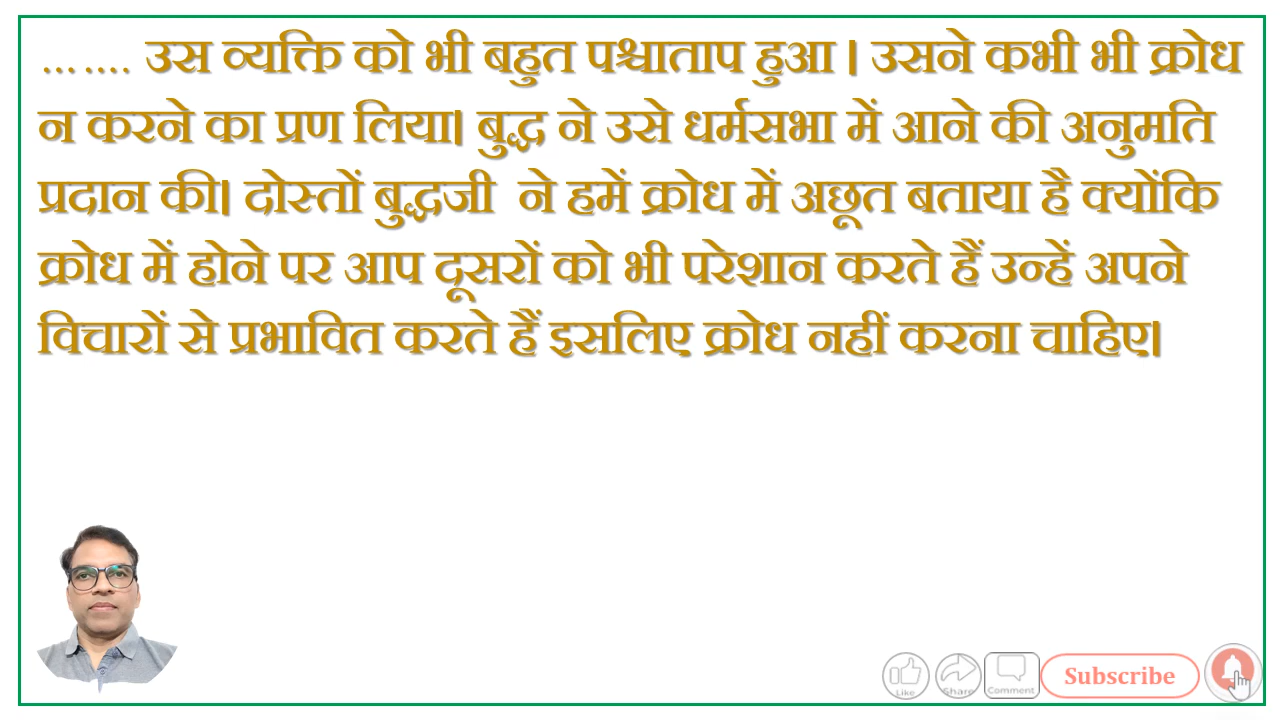 ……. उस व्यक्ति को भी बहुत पश्चाताप हुआ । उसने कभी भी क्रोध
न करने का प्रण लिया। बुद्ध ने उसे धर्मसभा में आने की अनुमति
प्रदान की। दोस्तों बुद्धजी  ने हमें क्रोध में अछूत बताया है क्योंकि
क्रोध में होने पर आप दूसरों को भी परेशान करते हैं उन्हें अपने
विचारों से प्रभावित करते हैं इसलिए क्रोध नहीं करना चाहिए।
Like Share Comment Subscribe